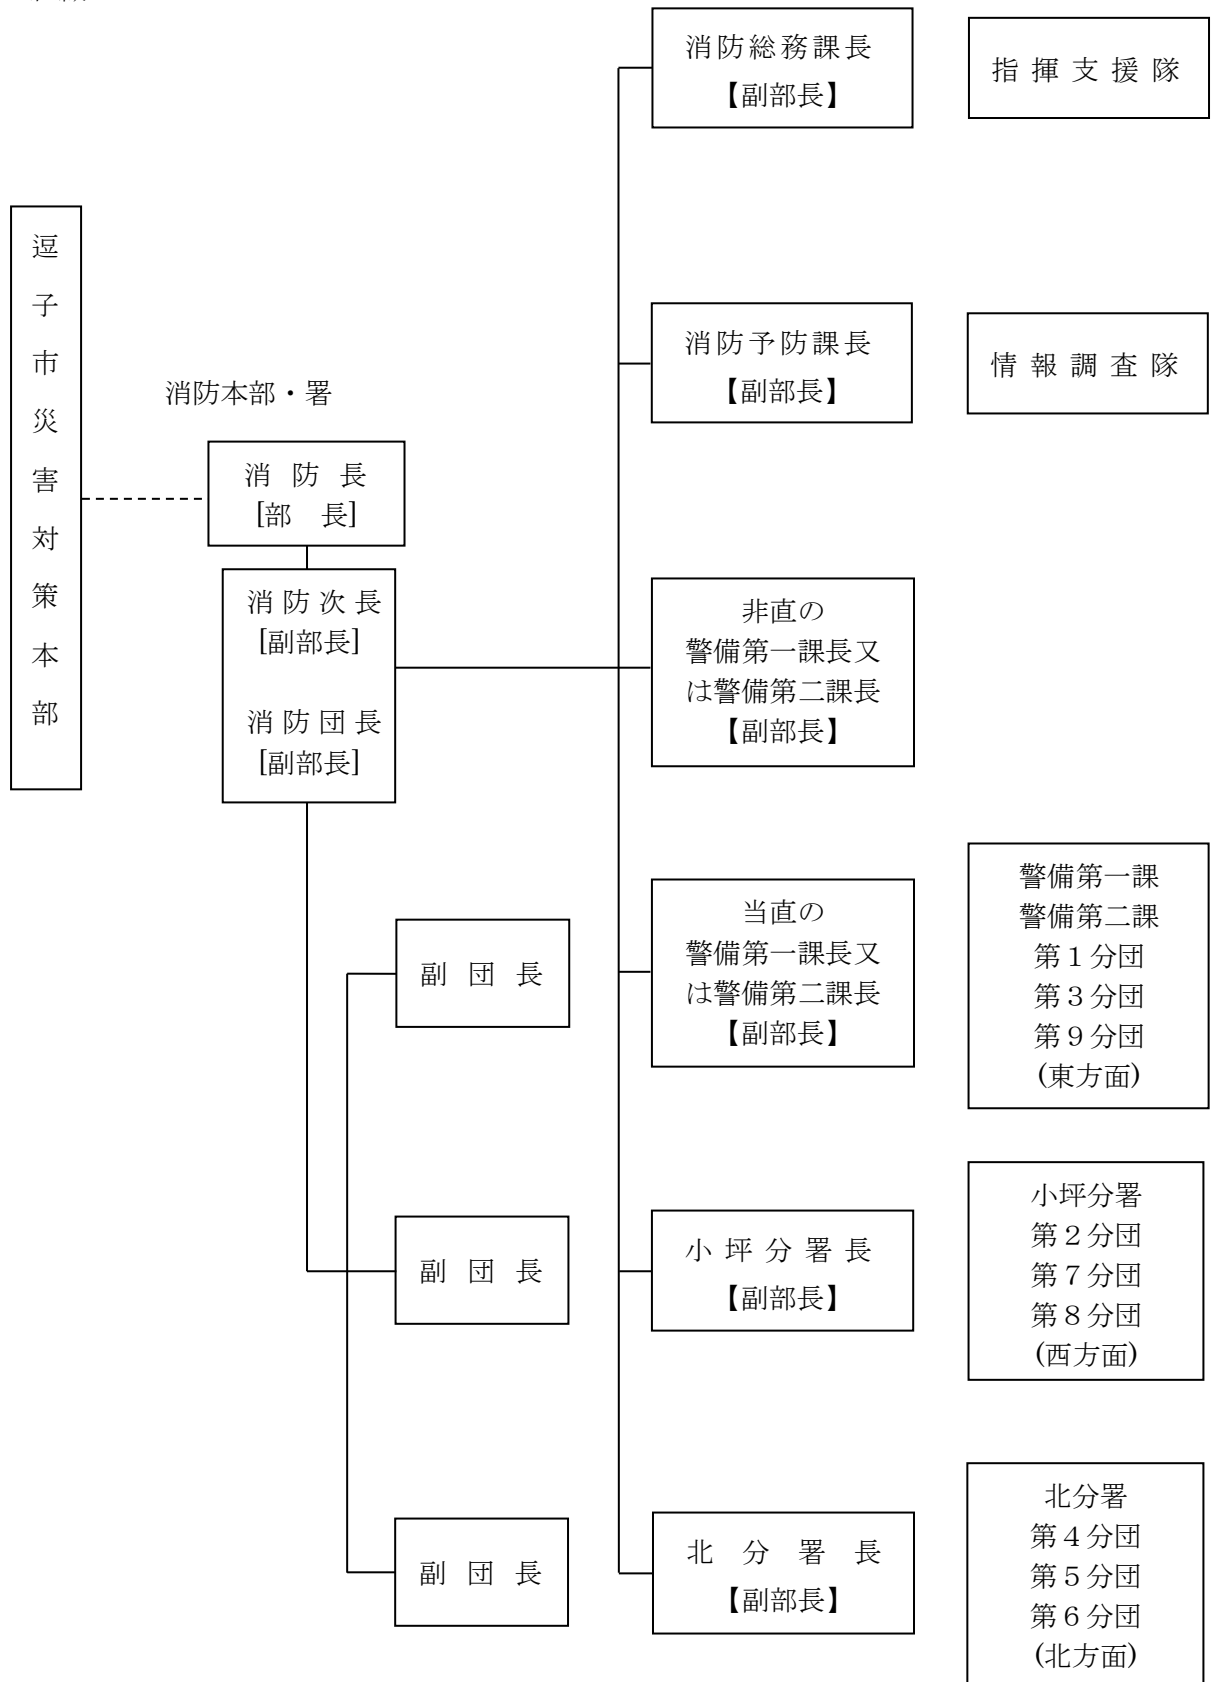 消防総務課長
【副部長】
指揮支援隊
逗子市災害対策本部
消防予防課長
【副部長】
情報調査隊
消防本部・署
消防長
[部　長]
消防次長
[副部長]
消防団長
[副部長]
非直の
警備第一課長又
は警備第二課長
【副部長】
副団長
当直の
警備第一課長又
は警備第二課長
【副部長】
警備第一課
警備第二課
第１分団
第３分団
第９分団
(東方面)
副団長
小坪分署長
【副部長】
小坪分署
第２分団
第７分団
第８分団
(西方面)
副団長
北分署長
【副部長】
北分署
第４分団
第５分団
第６分団
(北方面)